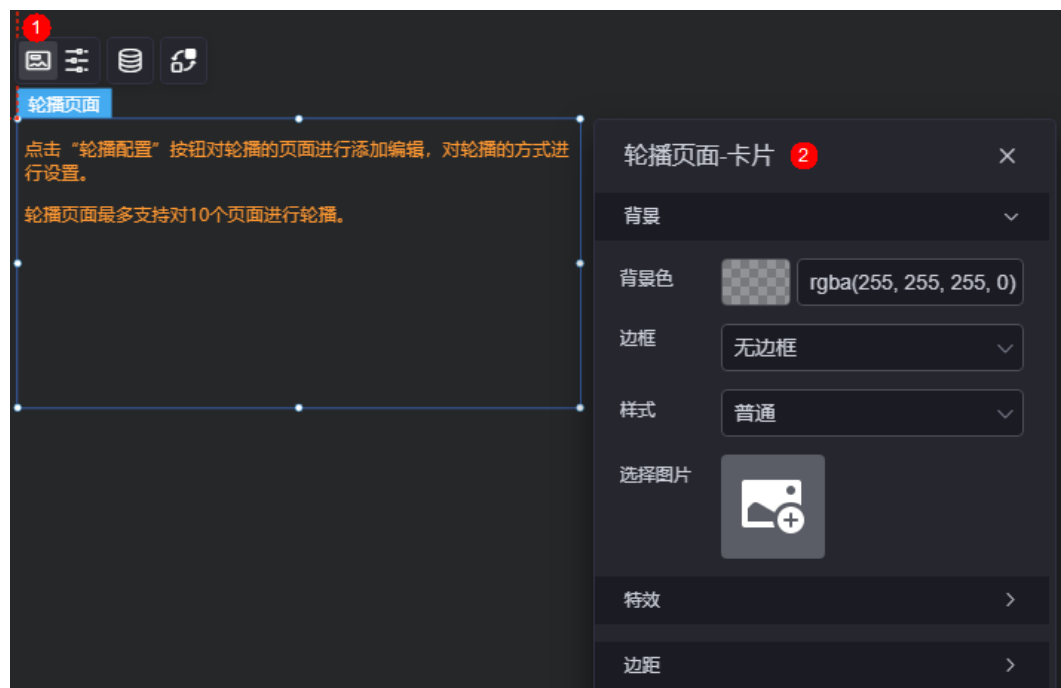 1
轮播页面
点击“轮播配置”按钮对轮播的页面进行添加编辑，对轮播的方式进
行设置。
轮播页面最多支持对10个页面进行轮播。
轮播页面-卡片 2
背景
背景色 rgba(255, 255, 255, 0)
边框 无边框
样式 普通
选择图片
特效
边距